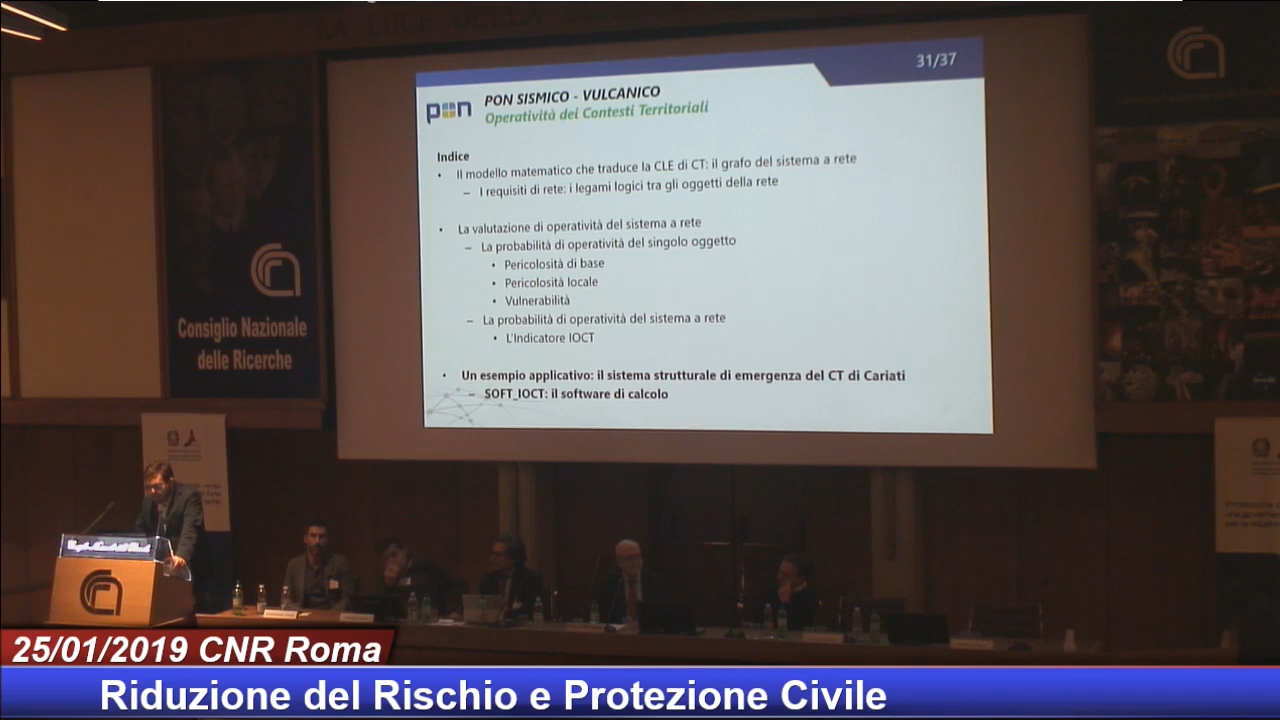 LA LUCE DELLA
31/37
pon
PON SISMICO - VULCANICO
Operatività dei Contesti Territoriali
Indice
• Il modello matematico che traduce la CLE di CT: il grafo del sistema a rete
– I requisiti di rete: i legami logici tra gli oggetti della rete
• La valutazione di operatività del sistema a rete
– La probabilità di operatività del singolo oggetto
• Pericolosità di base
• Pericolosità locale
• Vulnerabilità
– La probabilità di operatività del sistema a rete
• L'Indicatore IOCT
• Un esempio applicativo: il sistema strutturale di emergenza del CT di Cariati
– SOFT_IOCT: il software di calcolo
Consiglio Nazionale
delle Ricerche
25/01/2019 CNR Roma
Riduzione del Rischio e Protezione Civile